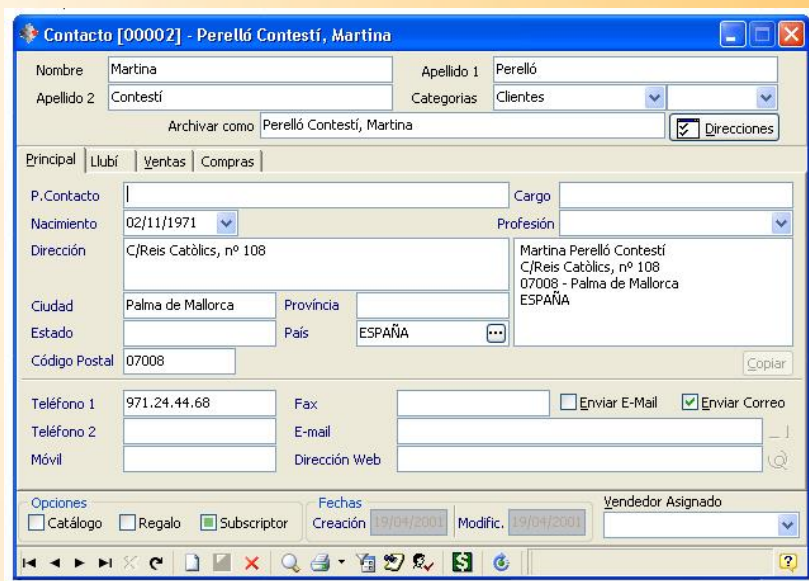 Contacto [00002] - Perelló Contestí, Martina
Nombre Martina Apellido 1 Perelló
Apellido 2 Contestí Categorias Clientes
Archivar como Perelló Contestí, Martina Direcciones
Principal Llubí Ventas Compras
P.Contacto Cargo
Nacimiento 02/11/1971 Profesión
Dirección C/Reis Catòlics, nº 108
Martina Perelló Contestí
C/Reis Catòlics, nº 108
07008 - Palma de Mallorca
ESPAÑA
Ciudad Palma de Mallorca Província
Estado País ESPAÑA
Código Postal 07008 Copiar
Teléfono 1 971.24.44.68 Fax Enviar E-Mail Enviar Correo
Teléfono 2 E-mail
Móvil Dirección Web
Opciones Fechas Vendedor Asignado
Catálogo Regalo Subscriptor Creación 19/04/2001 Modific. 19/04/2001